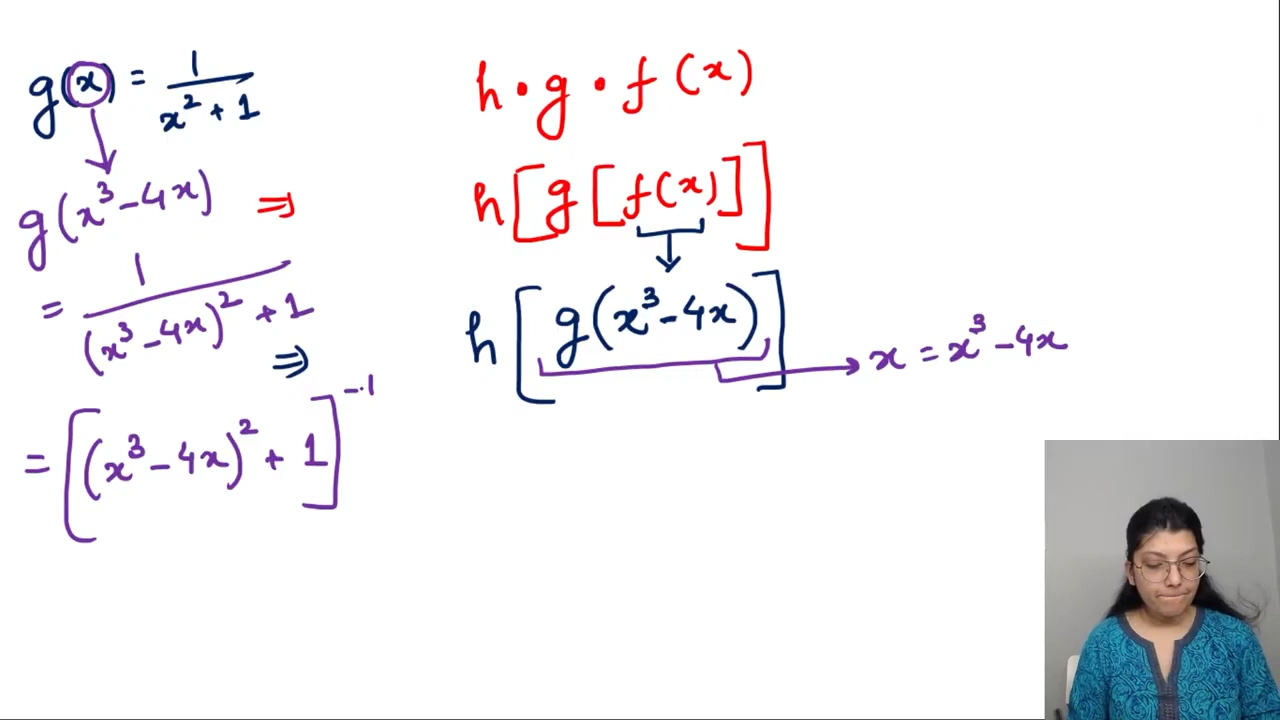 g(x) = 1/(x² + 1)
g(x³ - 4x) ⇒
= 1/((x³ - 4x)² + 1)
⇒
= [(x³ - 4x)² + 1]⁻¹
h · g · f(x)
h[g[f(x)]]
h[g(x³ - 4x)]
x = x³ - 4x